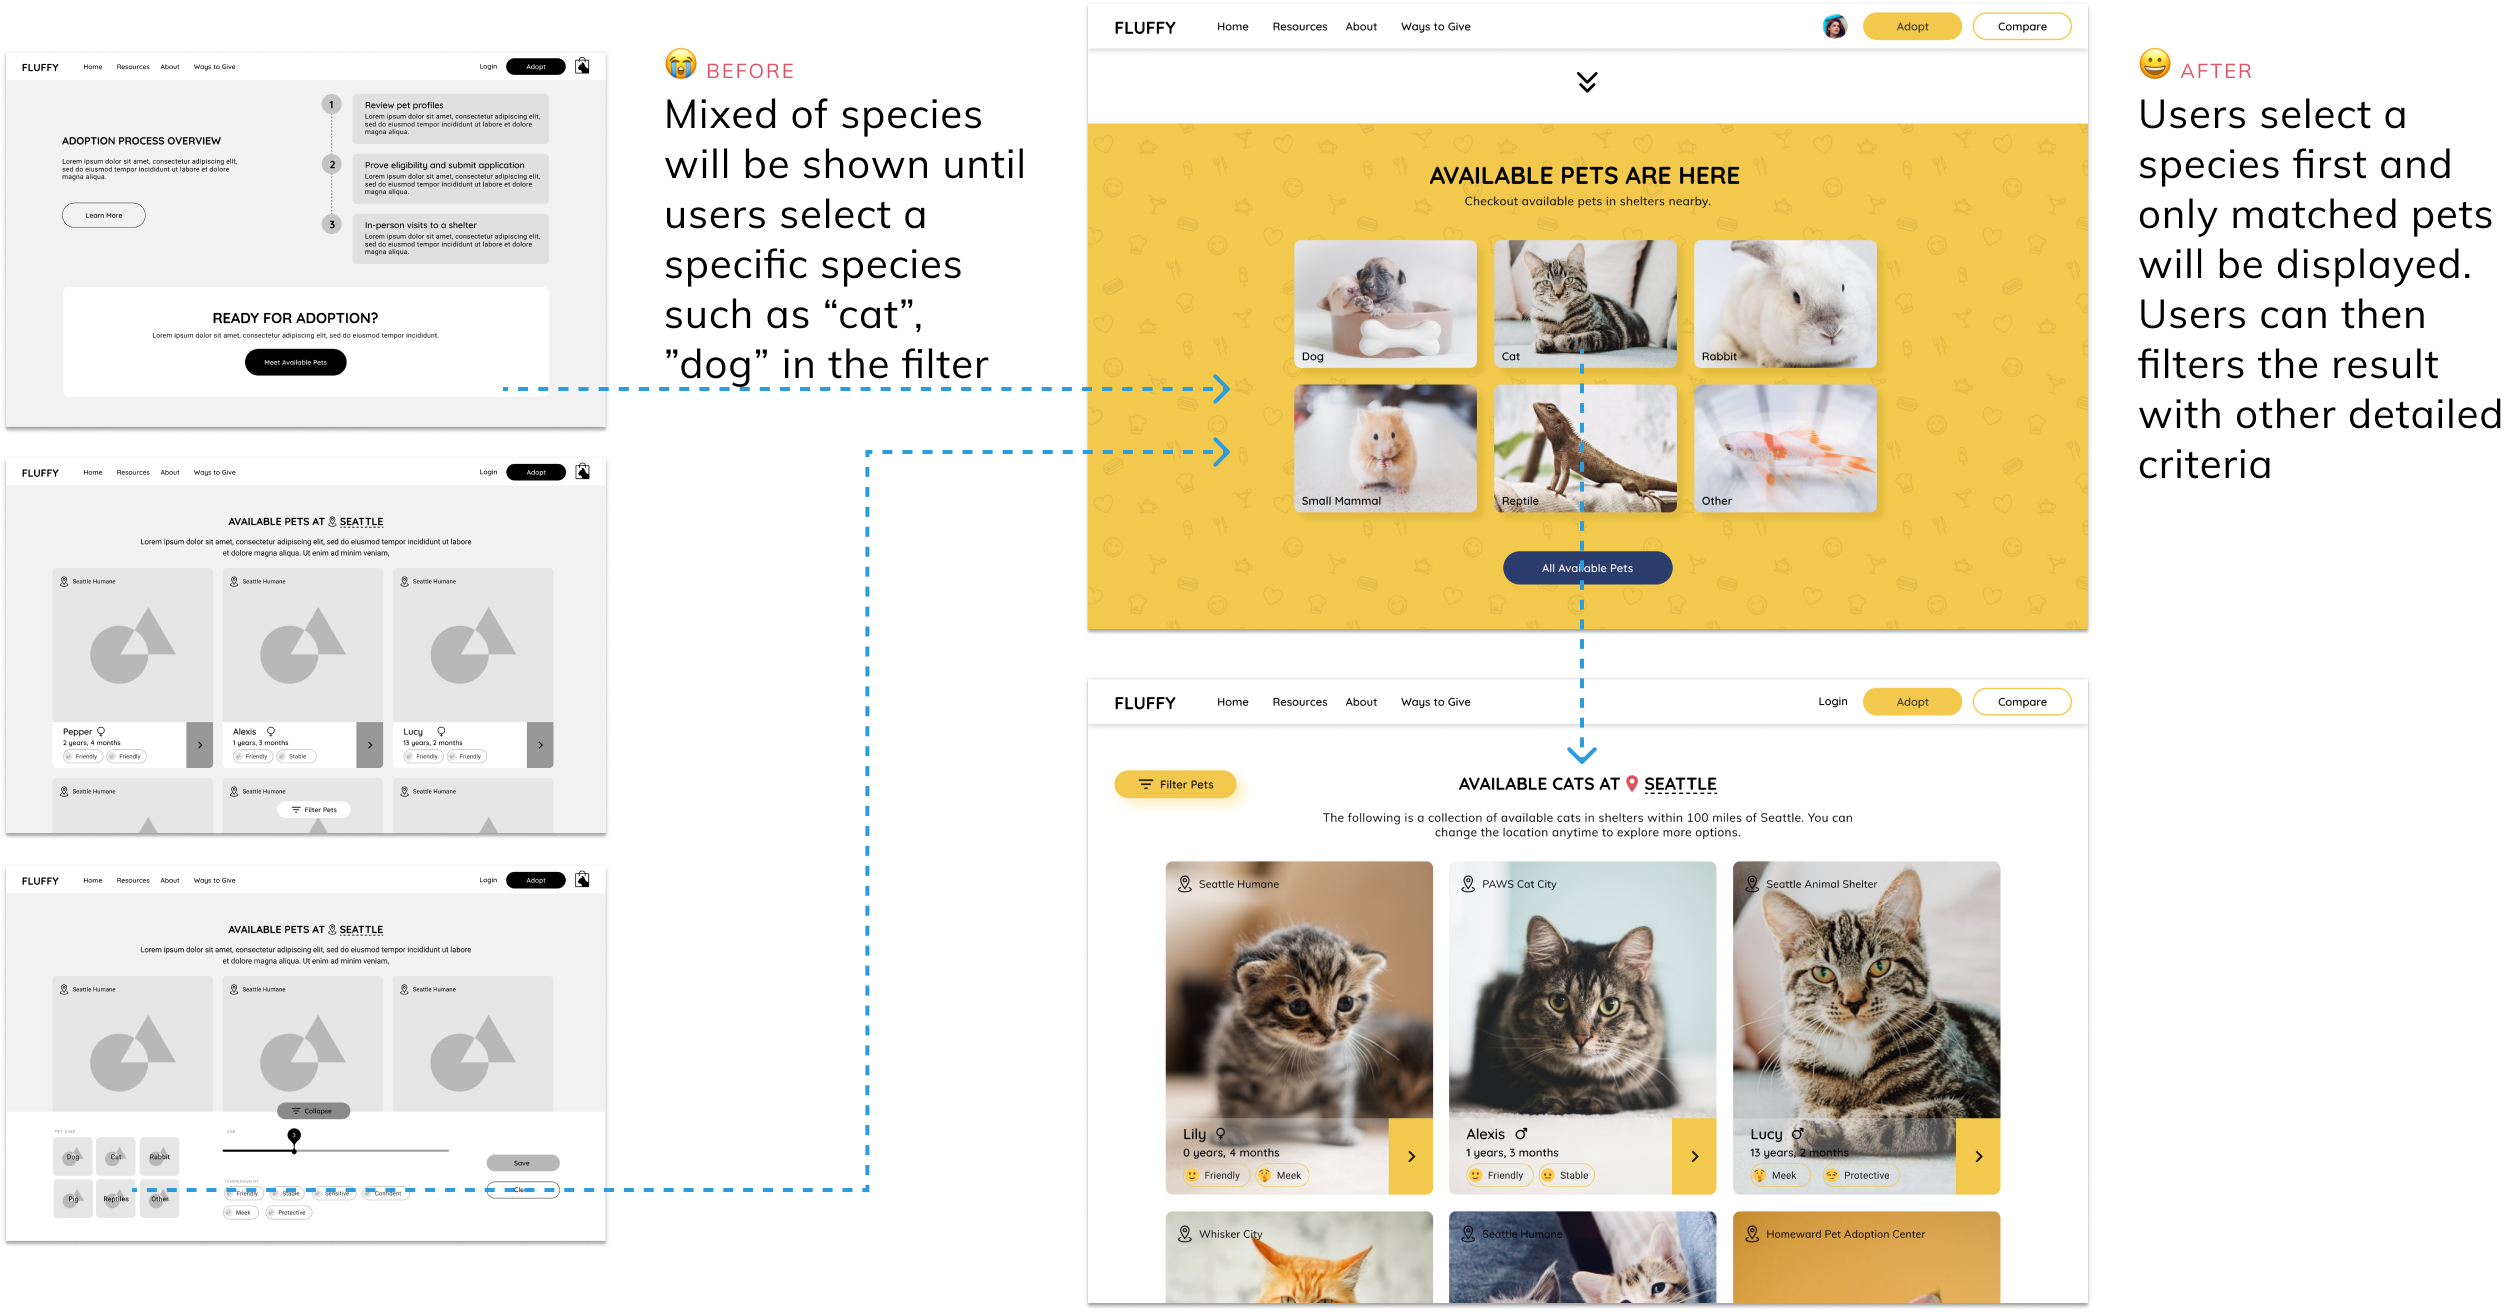 FLUFFY
Home Resources About Ways to Give
Login Adopt
ADOPTION PROCESS OVERVIEW
Lorem ipsum dolor sit amet, consectetur adipiscing elit,
sed do eiusmod tempor incididunt ut labore et dolore
magna aliqua.
Learn More
1
Review pet profiles
Lorem ipsum dolor sit amet, consectetur adipiscing elit,
sed do eiusmod tempor incididunt ut labore et dolore
magna aliqua.
2
Prove eligibility and submit application
Lorem ipsum dolor sit amet, consectetur adipiscing elit,
sed do eiusmod tempor incididunt ut labore et dolore
magna aliqua.
3
In-person visits to a shelter
Lorem ipsum dolor sit amet, consectetur adipiscing elit,
sed do eiusmod tempor incididunt ut labore et dolore
magna aliqua.
READY FOR ADOPTION?
Lorem ipsum dolor sit amet, consectetur adipiscing elit, sed do eiusmod tempor incididunt.
Meet Available Pets
FLUFFY
Home Resources About Ways to Give
Login Adopt
AVAILABLE PETS AT SEATTLE
Lorem ipsum dolor sit amet, consectetur adipiscing elit, sed do eiusmod tempor incididunt ut labore
et dolore magna aliqua. Ut enim ad minim veniam,
Seattle Humane Seattle Humane Seattle Humane
Pepper ♀ Alexis ♀ Lucy ♀
2 years, 4 months 1 years, 3 months 13 years, 2 months
Friendly Friendly Friendly Stable Friendly Friendly
Seattle Humane Seattle Humane Seattle Humane
Filter Pets
FLUFFY
Home Resources About Ways to Give
Login Adopt
AVAILABLE PETS AT SEATTLE
Lorem ipsum dolor sit amet, consectetur adipiscing elit, sed do eiusmod tempor incididunt ut labore
et dolore magna aliqua. Ut enim ad minim veniam,
Seattle Humane Seattle Humane Seattle Humane
Collapse
PET KIND
Dog Cat Rabbit
Pig Reptiles Other
AGE
3
TEMPERAMENT
Friendly Stable Sensitive Confident
Meek Protective
Save
BEFORE
Mixed of species
will be shown until
users select a
specific species
such as “cat”,
”dog” in the filter
FLUFFY
Home Resources About Ways to Give
Adopt Compare
AVAILABLE PETS ARE HERE
Checkout available pets in shelters nearby.
Dog Cat Rabbit
Small Mammal Reptile Other
All Available Pets
FLUFFY
Home Resources About Ways to Give
Login Adopt Compare
Filter Pets
AVAILABLE CATS AT SEATTLE
The following is a collection of available cats in shelters within 100 miles of Seattle. You can
change the location anytime to explore more options.
Seattle Humane PAWS Cat City Seattle Animal Shelter
Lily ♀ Alexis ♂ Lucy ♂
0 years, 4 months 1 years, 3 months 13 years, 2 months
Friendly Meek Friendly Stable Meek Protective
Whisker City Seattle Humane Homeward Pet Adoption Center
AFTER
Users select a
species first and
only matched pets
will be displayed.
Users can then
filters the result
with other detailed
criteria